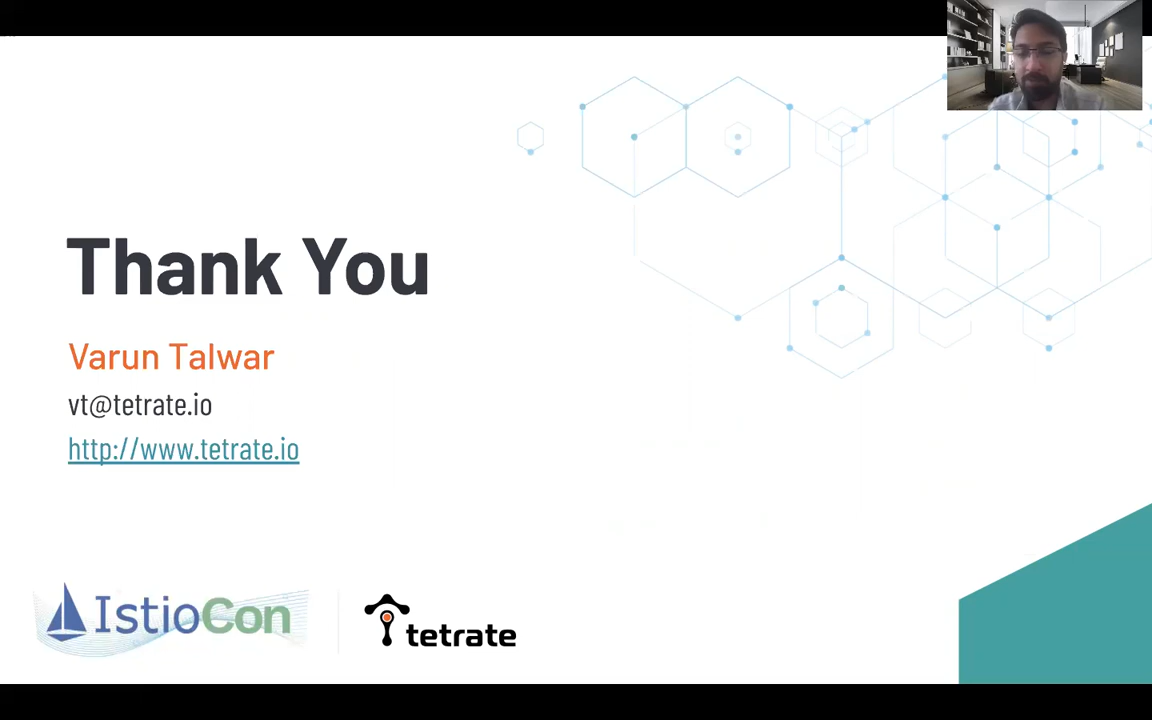 Thank You
Varun Talwar
vt@tetrate.io
http://www.tetrate.io
IstioCon
tetrate